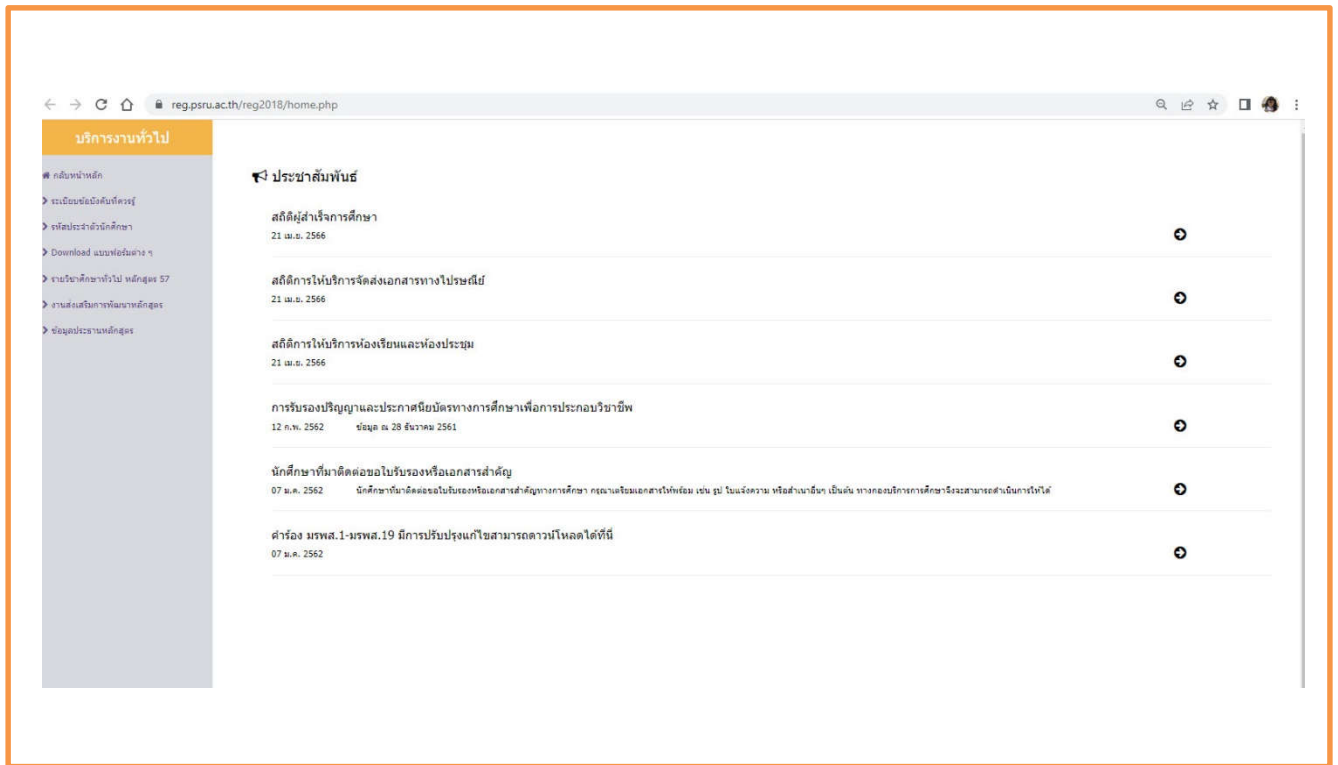 reg.psru.ac.th/reg2018/home.php
บริการงานทั่วไป
กลับหน้าหลัก
ระเบียบข้อบังคับที่ควรรู้
รหัสประจำตัวนักศึกษา
Download แบบฟอร์มต่าง ๆ
รายวิชาศึกษาทั่วไป หลักสูตร 57
งานส่งเสริมการพัฒนาหลักสูตร
ข้อมูลประธานหลักสูตร
ประชาสัมพันธ์
สถิติผู้สำเร็จการศึกษา
21 เม.ย. 2566
สถิติการให้บริการจัดส่งเอกสารทางไปรษณีย์
21 เม.ย. 2566
สถิติการให้บริการห้องเรียนและห้องประชุม
21 เม.ย. 2566
การรับรองปริญญาและประกาศนียบัตรทางการศึกษาเพื่อการประกอบวิชาชีพ
12 ก.พ. 2562 ข้อมูล ณ 28 ธันวาคม 2561
นักศึกษาที่มาติดต่อขอใบรับรองหรือเอกสารสำคัญ
07 ม.ค. 2562 นักศึกษาที่มาติดต่อขอใบรับรองหรือเอกสารสำคัญทางการศึกษา กรุณาเตรียมเอกสารให้พร้อม เช่น รูป ใบแจ้งความ หรือสำเนาอื่นๆ เป็นต้น ทางกองบริการการศึกษาจึงจะสามารถดำเนินการให้ได้
คำร้อง มรพส.1-มรพส.19 มีการปรับปรุงแก้ไขสามารถดาวน์โหลดได้ที่นี่
07 ม.ค. 2562